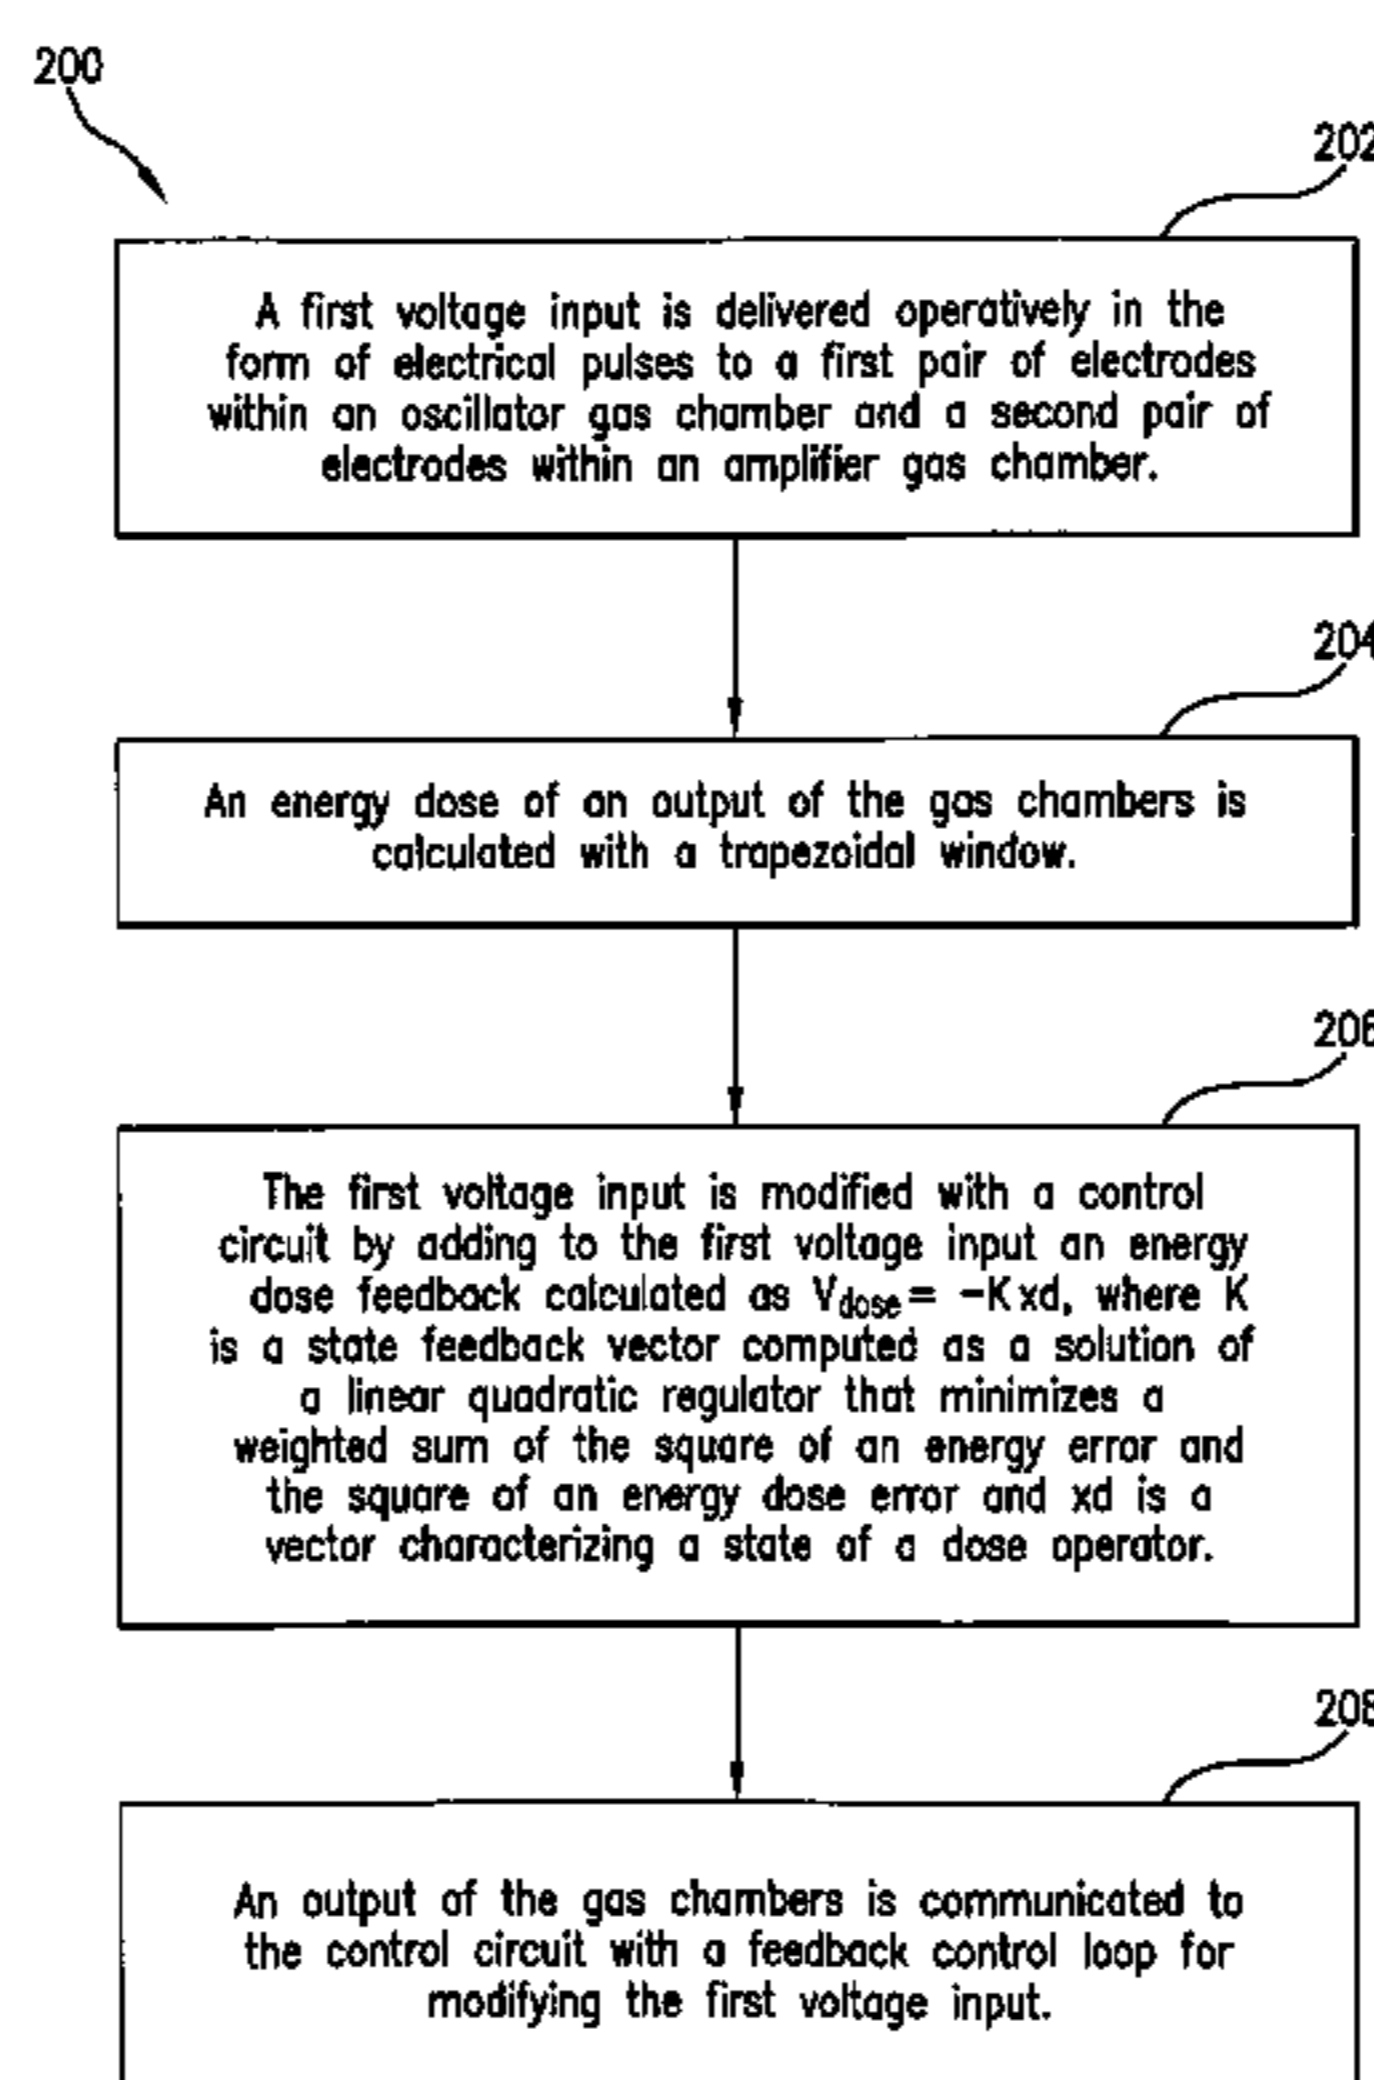 200
202
A first voltage input is delivered operatively in the
form of electrical pulses to a first pair of electrodes
within an oscillator gas chamber and a second pair of
electrodes within an amplifier gas chamber.
204
An energy dose of an output of the gas chambers is
calculated with a trapezoidal window.
206
The first voltage input is modified with a control
circuit by adding to the first voltage input an energy
dose feedback calculated as Vdose= -Kxd, where K
is a state feedback vector computed as a solution of
a linear quadratic regulator that minimizes a
weighted sum of the square of an energy error and
the square of an energy dose error and xd is a
vector characterizing a state of a dose operator.
208
An output of the gas chambers is communicated to
the control circuit with a feedback control loop for
modifying the first voltage input.